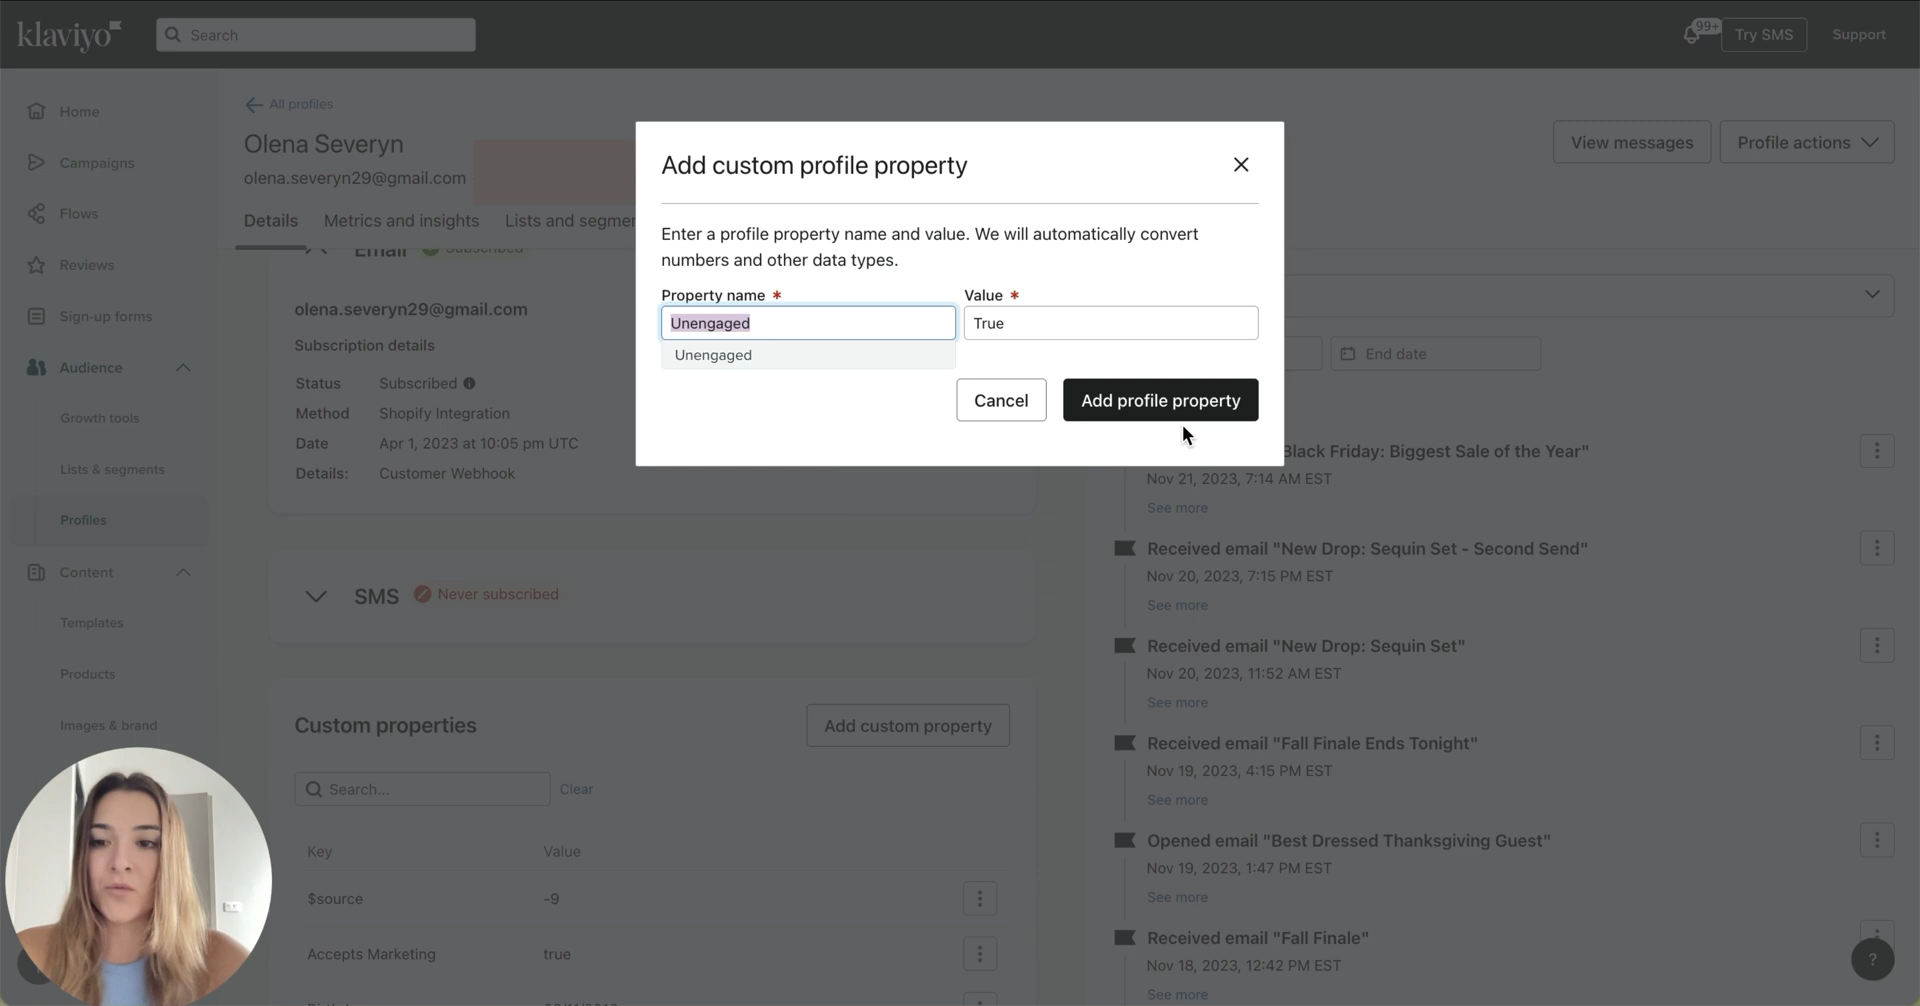 klaviyo
Search
99+
Try SMS
Support
Home
Campaigns
Flows
Reviews
Sign-up forms
Audience
Growth tools
Lists & segments
Profiles
Content
Templates
Products
Images & brand
All profiles
Olena Severyn
olena.severyn29@gmail.com
View messages
Profile actions
Details
Metrics and insights
Lists and segmen
Email
Subscribed
olena.severyn29@gmail.com
Subscription details
Status Subscribed
Method Shopify Integration
Date Apr 1, 2023 at 10:05 pm UTC
Details: Customer Webhook
SMS
Never subscribed
Custom properties
Add custom property
Search...
Clear
Key Value
$source -9
Accepts Marketing true
Add custom profile property
Enter a profile property name and value. We will automatically convert
numbers and other data types.
Property name *
Value *
Unengaged
True
Unengaged
Cancel
Add profile property
End date
Black Friday: Biggest Sale of the Year"
Nov 21, 2023, 7:14 AM EST
See more
Received email "New Drop: Sequin Set - Second Send"
Nov 20, 2023, 7:15 PM EST
See more
Received email "New Drop: Sequin Set"
Nov 20, 2023, 11:52 AM EST
See more
Received email "Fall Finale Ends Tonight"
Nov 19, 2023, 4:15 PM EST
See more
Opened email "Best Dressed Thanksgiving Guest"
Nov 19, 2023, 1:47 PM EST
See more
Received email "Fall Finale"
Nov 18, 2023, 12:42 PM EST
See more
?